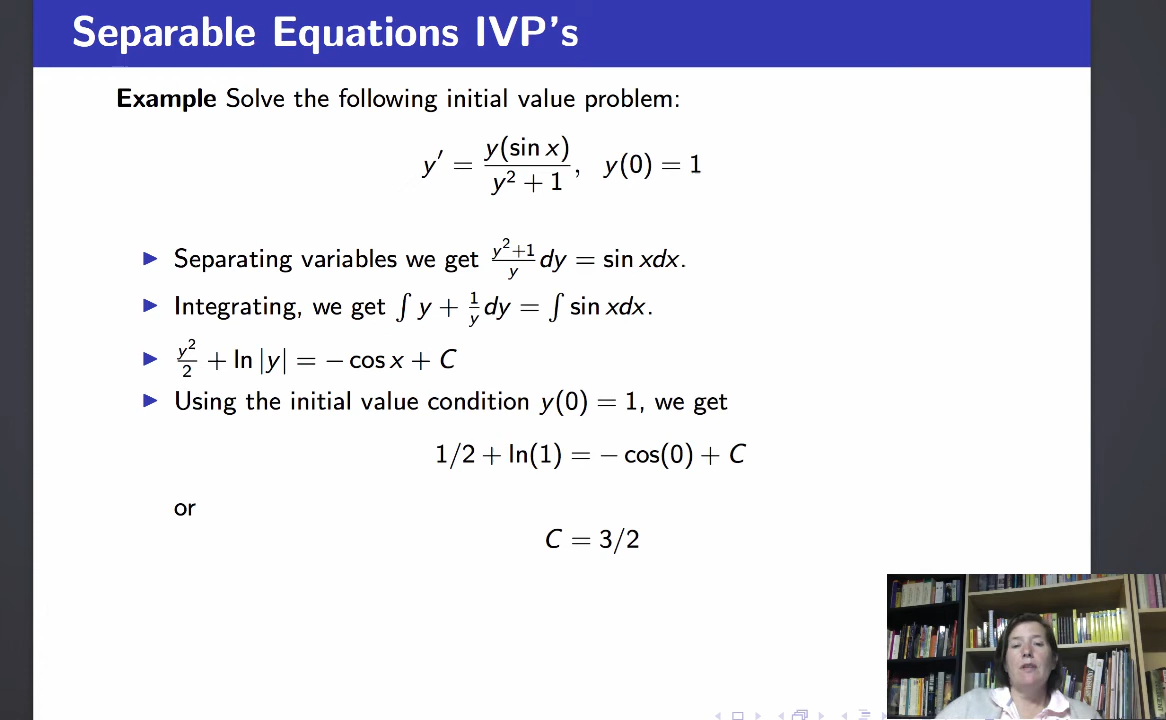 Separable Equations IVP's
Example Solve the following initial value problem:
y′ = y(sin x) / y² + 1, y(0) = 1
Separating variables we get y²+1/y dy = sin xdx.
Integrating, we get ∫ y + 1/y dy = ∫ sin xdx.
y²/2 + ln |y| = − cos x + C
Using the initial value condition y(0) = 1, we get
1/2 + ln(1) = − cos(0) + C
or
C = 3/2